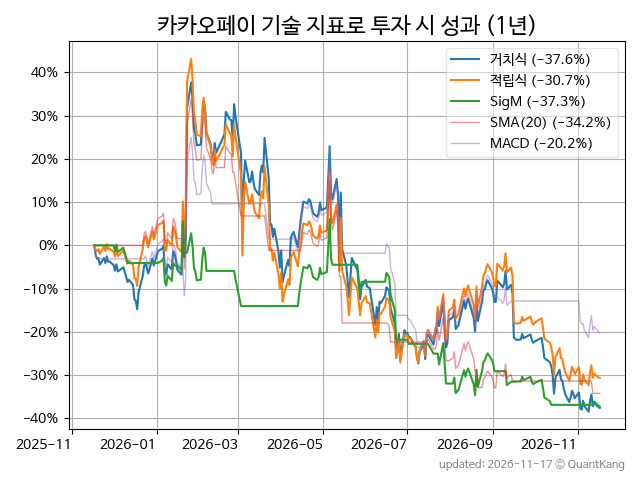 카카오페이 기술 지표로 투자 시 성과 (1년)
거치식 (−37.6%)
적립식 (−30.7%)
SigM (−37.3%)
SMA(20) (−34.2%)
MACD (−20.2%)
40%
30%
20%
10%
0%
−10%
−20%
−30%
−40%
2025-11
2026-01
2026-03
2026-05
2026-07
2026-09
2026-11
updated: 2026-11-17 © QuantKang